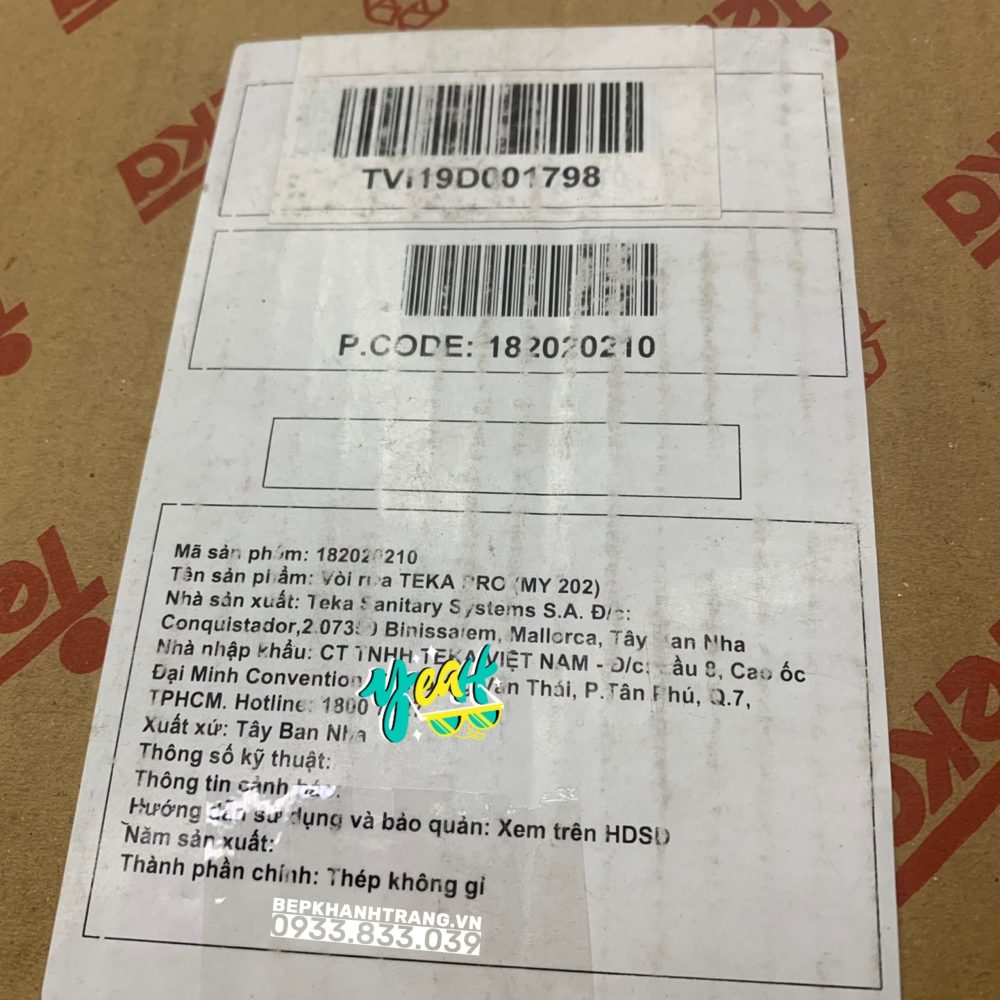 TVI19D001798
P.CODE: 182020210
Mã sản phẩm: 182020210
Tên sản phẩm: Vòi rửa TEKA PRO (MY 202)
Nhà sản xuất: Teka Sanitary Systems S.A. Đ/c:
Conquistador,2.07350 Binissalem, Mallorca, Tây Ban Nha
Nhà nhập khẩu: CT TNHH TEKA VIỆT NAM - Đ/c: Lầu 8, Cao ốc
Đại Minh Convention Văn Thái, P.Tân Phú, Q.7,
TPHCM. Hotline: 1800
yeah
Xuất xứ: Tây Ban Nha
Thông số kỹ thuật:
Thông tin cảnh báo:
Hướng dẫn sử dụng và bảo quản: Xem trên HDSD
Năm sản xuất:
Thành phần chính: Thép không gỉ
BEPKHANHTRANG.VN
0933.833.039
Teka